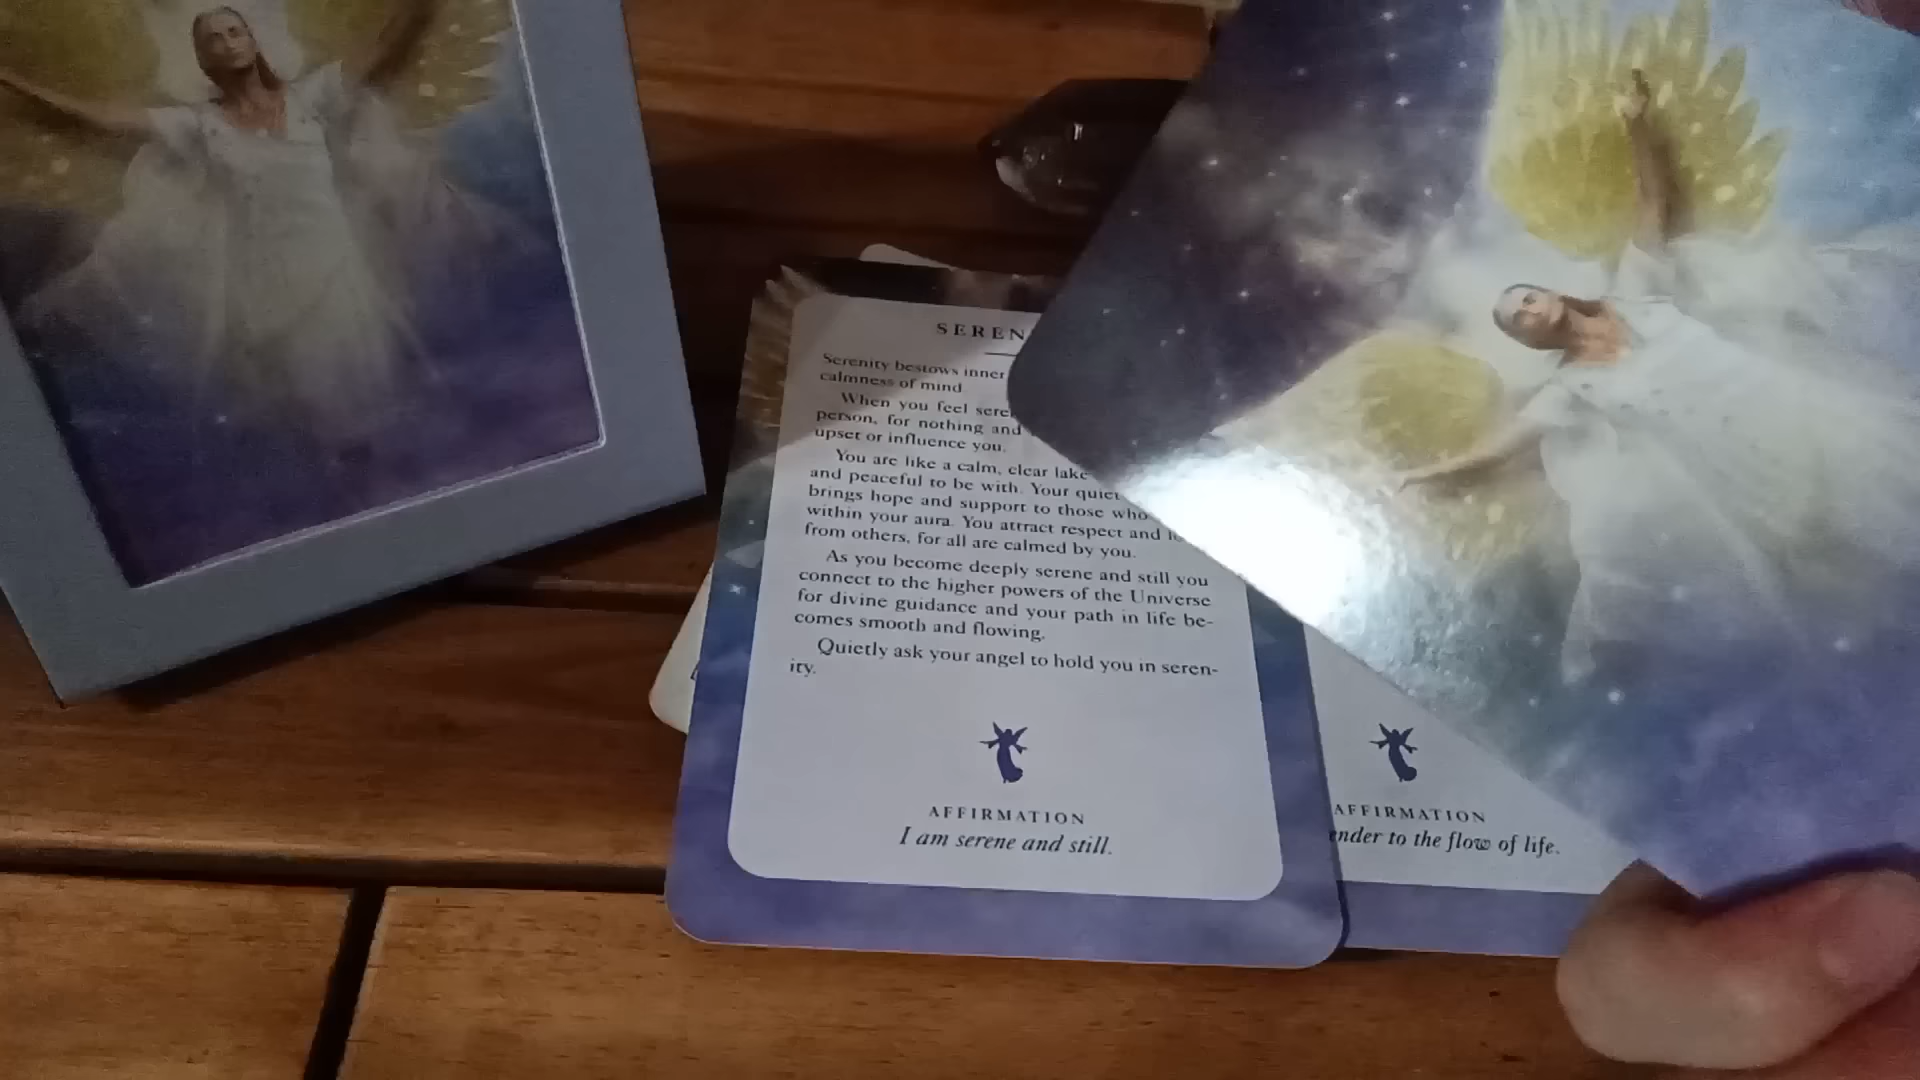 SEREN
Serenity bestows inner
calmness of mind
When you feel
person, for nothing and
upset or influence you.
You are like a calm, clear lake
and peaceful to be with. Your quiet
brings hope and support to those who
within your aura. You attract respect and
from others, for all are calmed by you.
As you become deeply serene and still you
connect to the higher powers of the Universe
for divine guidance and your path in life be-
comes smooth and flowing.
Quietly ask your angel to hold you in seren-
ity.
AFFIRMATION
I am serene and still.
AFFIRMATION
ender to the flow of life.